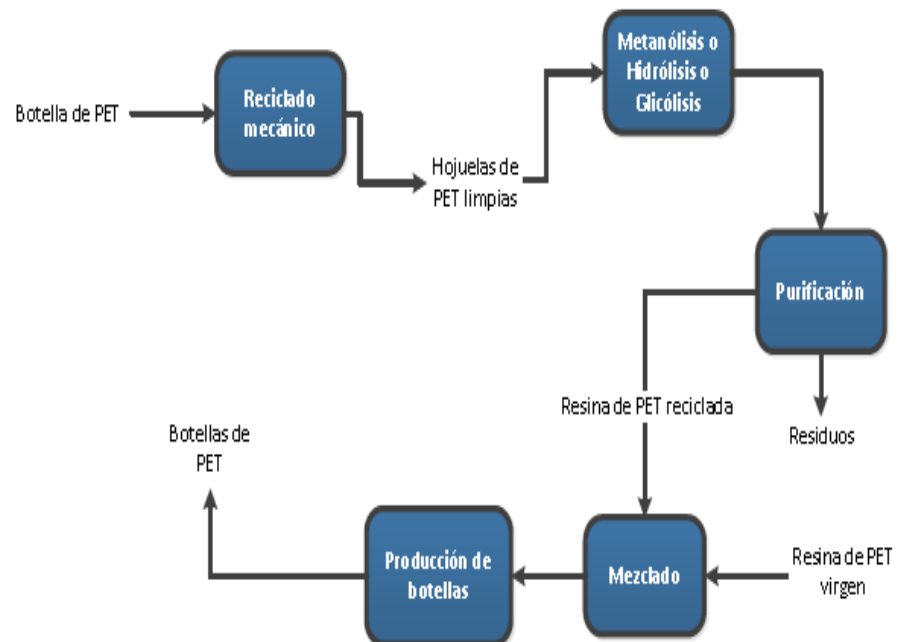 Botella de PET
Reciclado
mecánico
Hojuelas de
PET limpias
Metanólisis o
Hidrólisis o
Glicólisis
Purificación
Residuos
Resina de PET reciclada
Resina de PET
virgen
Mezclado
Producción de
botellas
Botellas de
PET